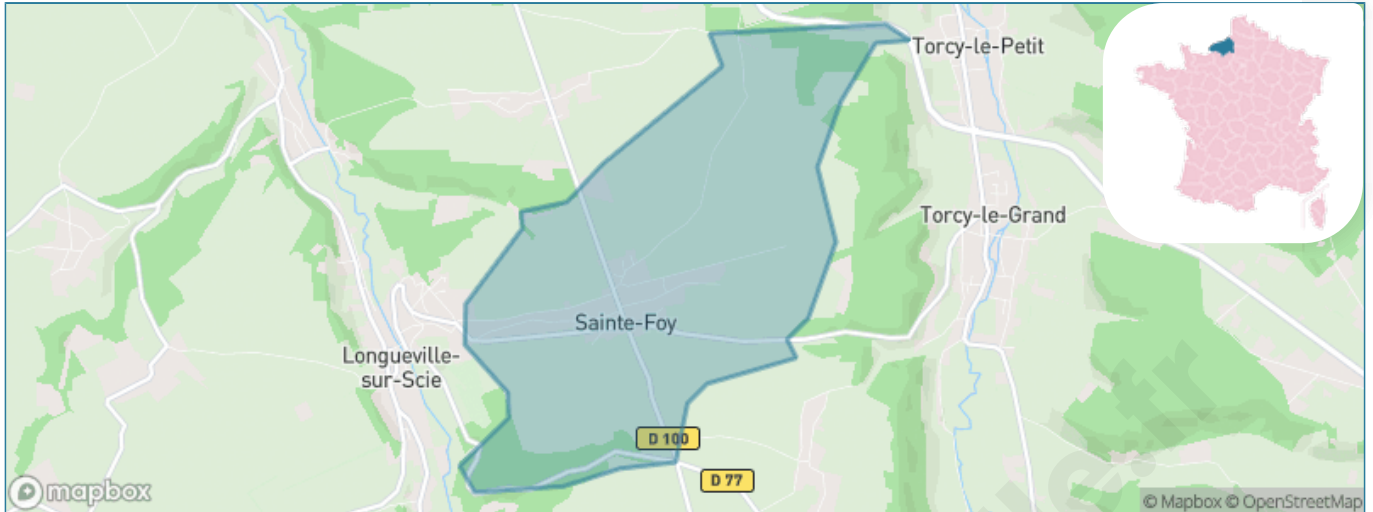 Torcy-le-Petit
Torcy-le-Grand
Sainte-Foy
Longueville-
sur-Scie
D 100
D 77
mapbox
© Mapbox © OpenStreetMap